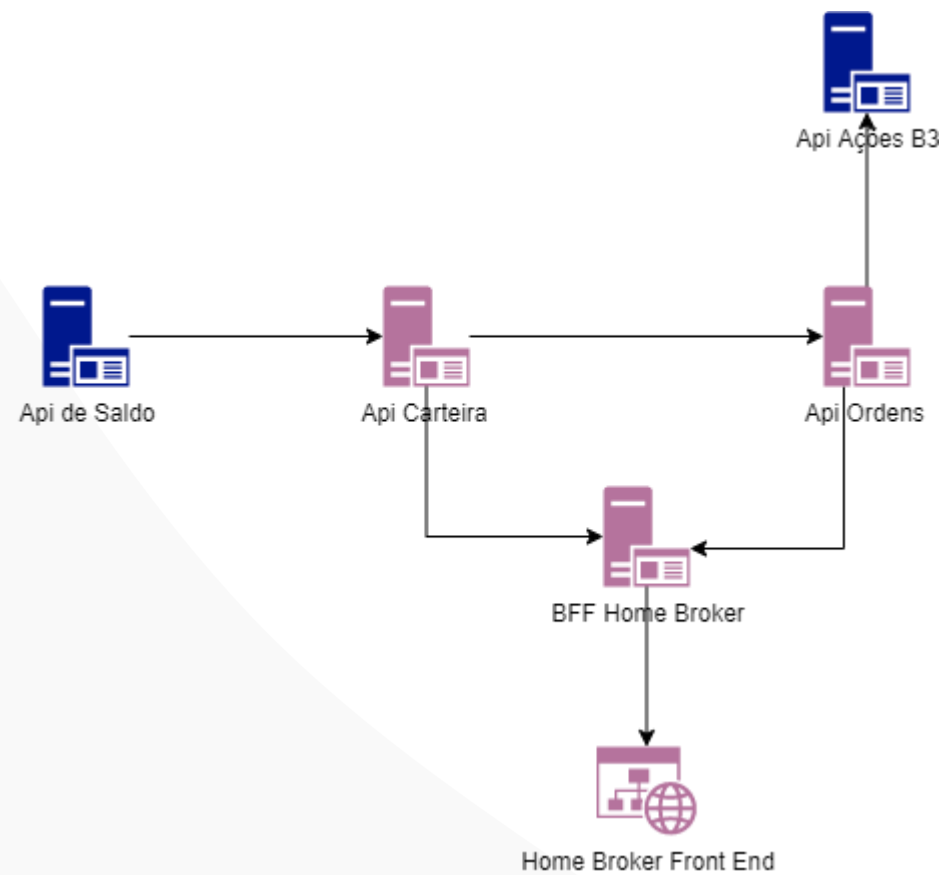 Api Ações B3
Api de Saldo
Api Carteira
Api Ordens
BFF Home Broker
Home Broker Front End